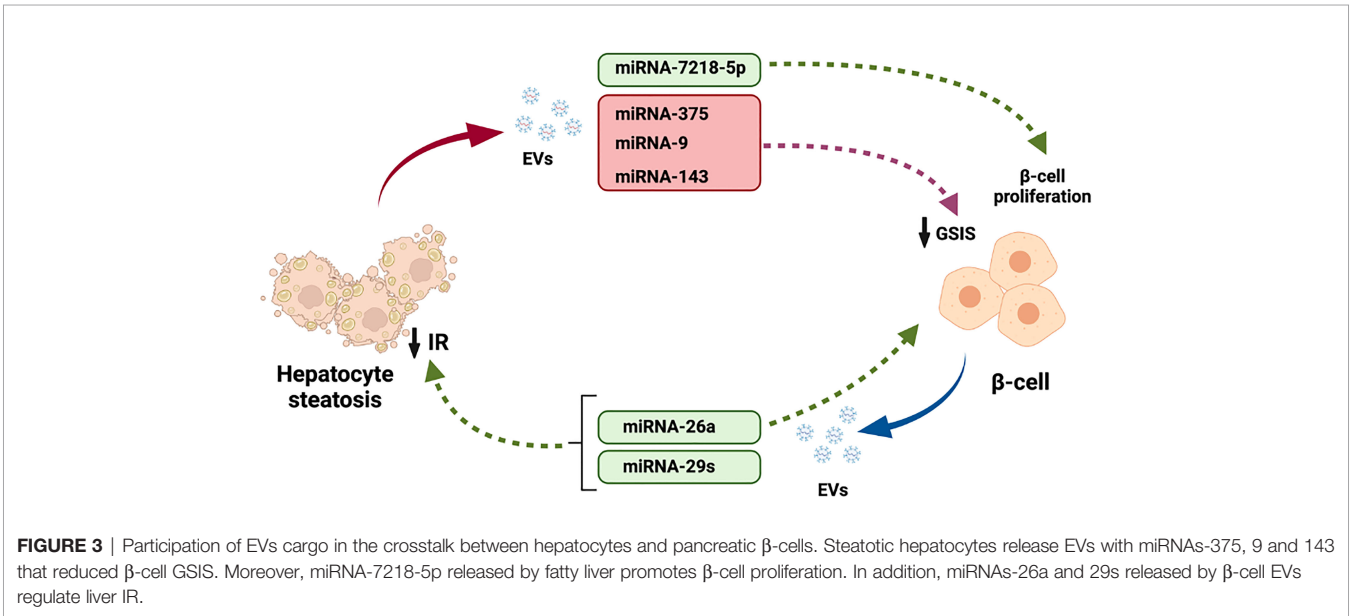 miRNA-7218-5p
miRNA-375
miRNA-9
miRNA-143
EVs
β-cell
proliferation
GSIS
IR
Hepatocyte
steatosis
β-cell
miRNA-26a
miRNA-29s
EVs
FIGURE 3 | Participation of EVs cargo in the crosstalk between hepatocytes and pancreatic β-cells. Steatotic hepatocytes release EVs with miRNAs-375, 9 and 143
that reduced β-cell GSIS. Moreover, miRNA-7218-5p released by fatty liver promotes β-cell proliferation. In addition, miRNAs-26a and 29s released by β-cell EVs
regulate liver IR.